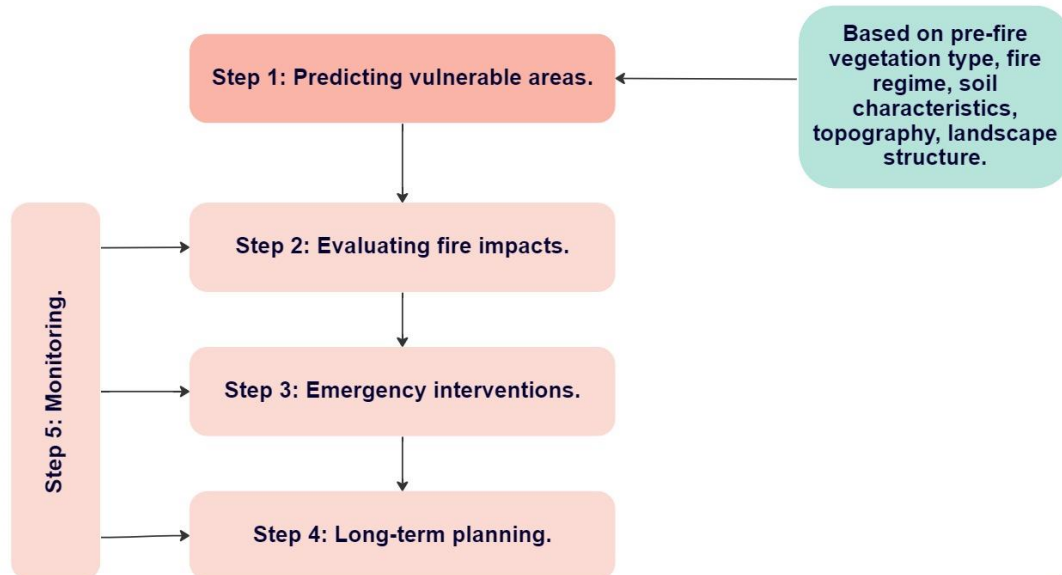 Step 1: Predicting vulnerable areas.
Based on pre-fire
vegetation type, fire
regime, soil
characteristics,
topography, landscape
structure.
Step 2: Evaluating fire impacts.
Step 3: Emergency interventions.
Step 4: Long-term planning.
Step 5: Monitoring.